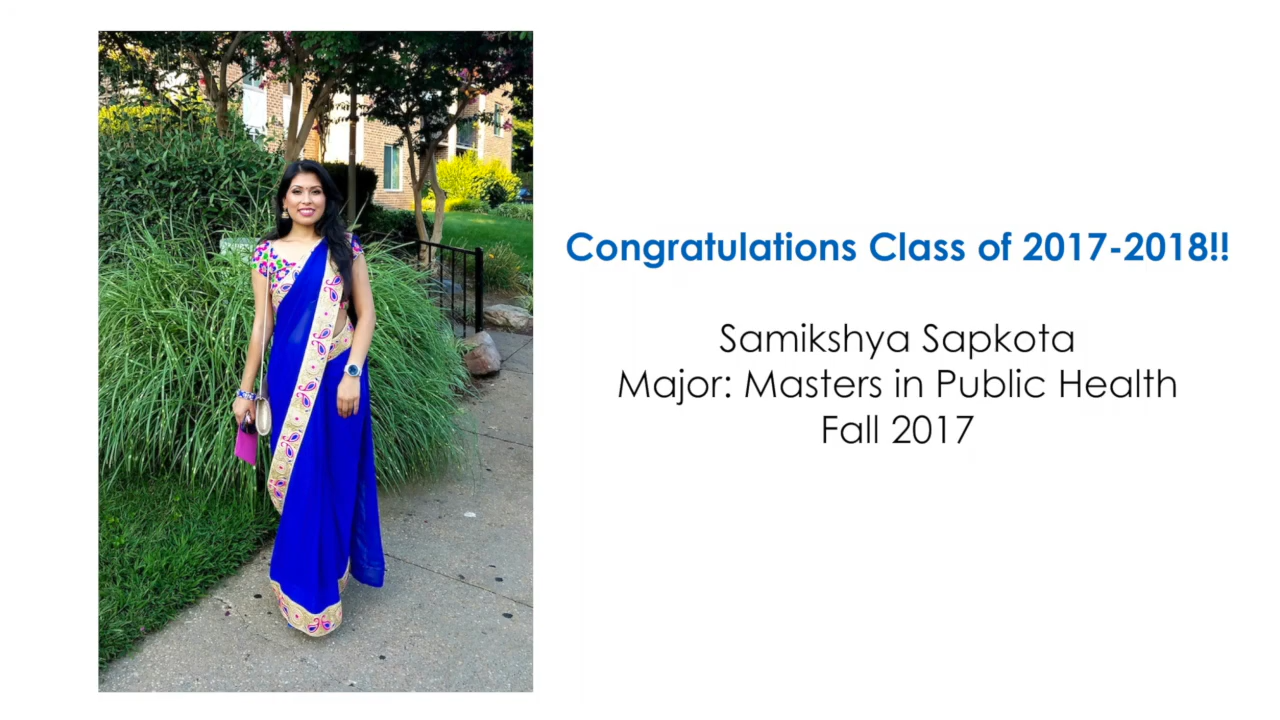 Congratulations Class of 2017-2018!!
Samikshya Sapkota
Major: Masters in Public Health
Fall 2017